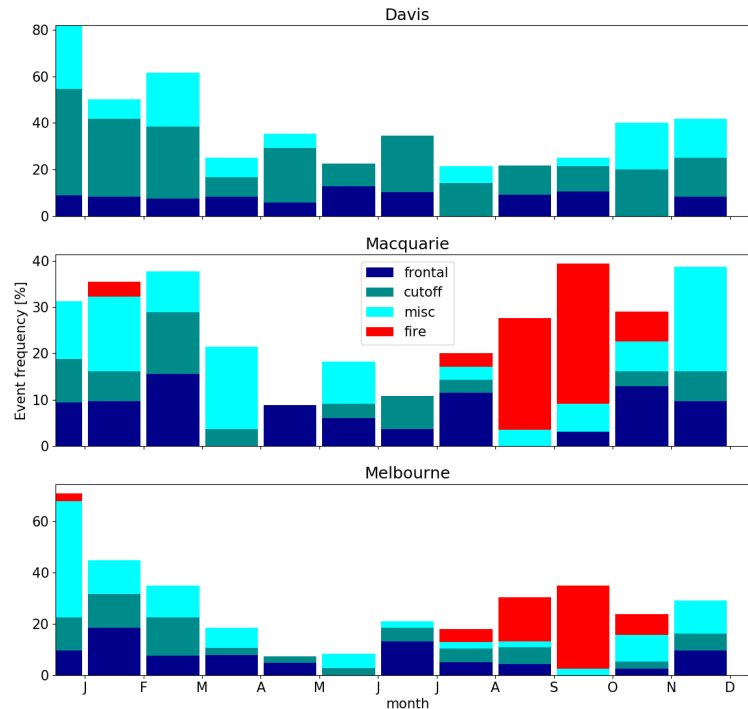 Davis
80
60
40
20
0
Macquarie
40
30
20
10
0
Event frequency [%]
frontal
cutoff
misc
fire
Melbourne
60
40
20
0
J F M A M J J A S O N D
month